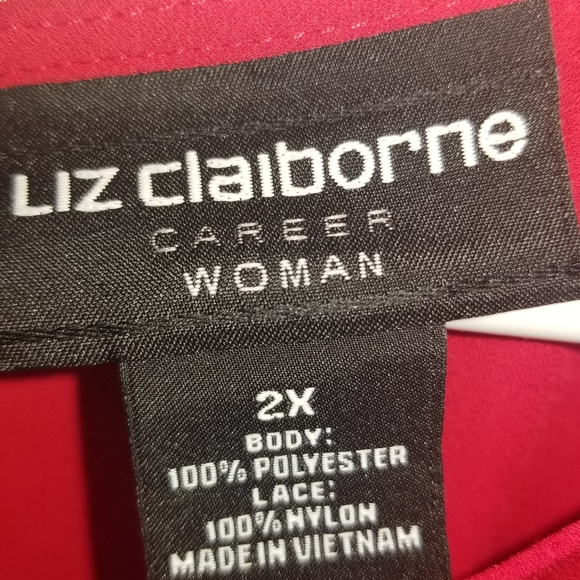 Liz claiborne
CAREER
WOMAN
2X
BODY:
100% POLYESTER
LACE:
100% NYLON
MADE IN VIETNAM